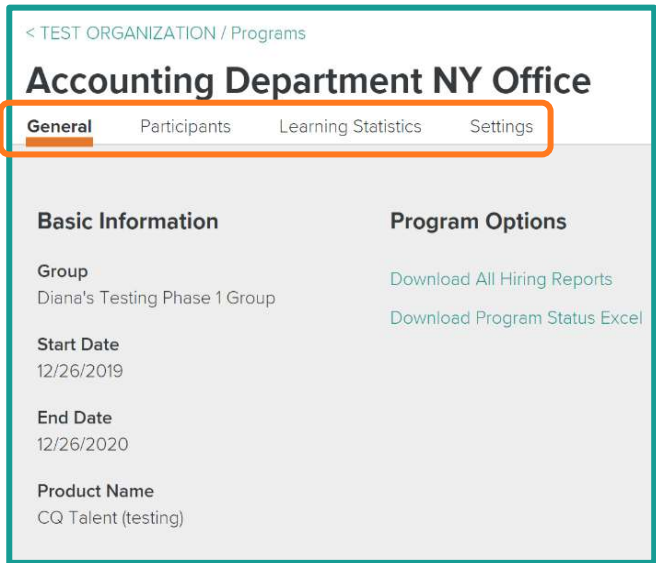 < TEST ORGANIZATION / Programs
Accounting Department NY Office
General Participants Learning Statistics Settings
Basic Information
Group
Diana's Testing Phase 1 Group
Start Date
12/26/2019
End Date
12/26/2020
Product Name
CQ Talent (testing)
Program Options
Download All Hiring Reports
Download Program Status Excel